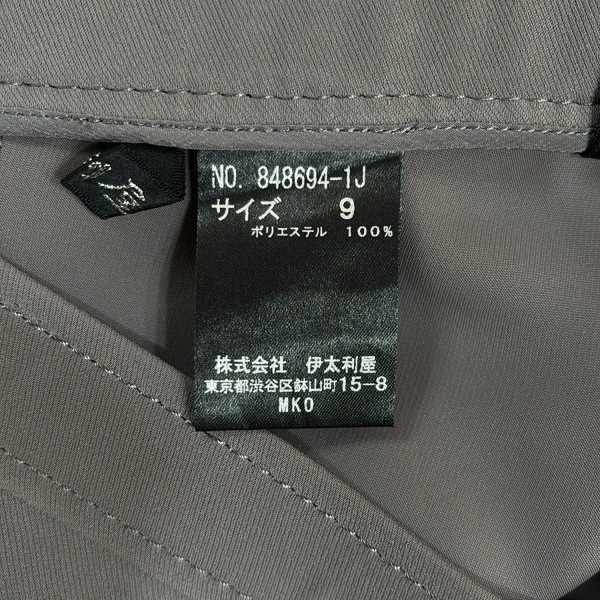 NO. 848694-1J
サイズ 9
ポリエステル 100%
株式会社 伊太利屋
東京都渋谷区鉢山町15-8
MKO